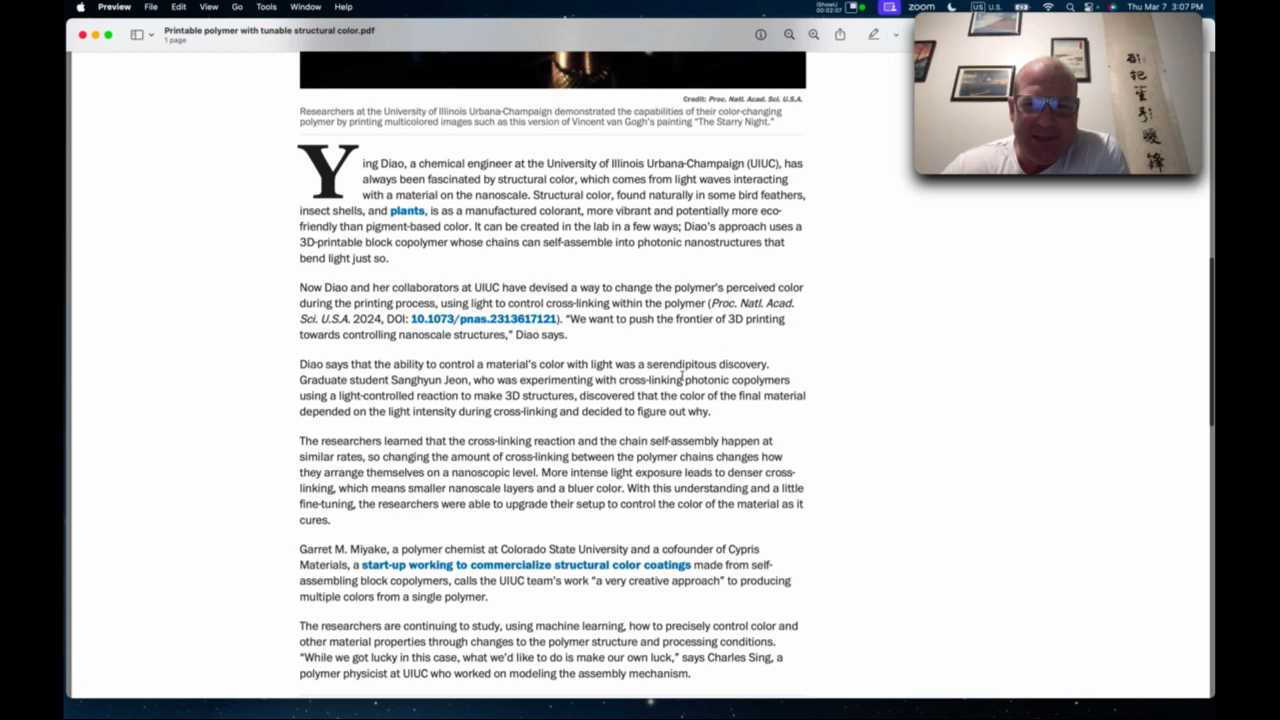 Preview File Edit View Go Tools Window Help
zoom
U.S.
Thu Mar 7 3:07 PM
Printable polymer with tunable structural color.pdf
1 page
Credit: Proc. Natl. Acad. Sci. U.S.A.
Researchers at the University of Illinois Urbana-Champaign demonstrated the capabilities of their color-changing
polymer by printing multicolored images such as this version of Vincent van Gogh's painting "The Starry Night."
Ying Diao, a chemical engineer at the University of Illinois Urbana-Champaign (UIUC), has
always been fascinated by structural color, which comes from light waves interacting
with a material on the nanoscale. Structural color, found naturally in some bird feathers,
insect shells, and plants, is as a manufactured colorant, more vibrant and potentially more eco-
friendly than pigment-based color. It can be created in the lab in a few ways; Diao's approach uses a
3D-printable block copolymer whose chains can self-assemble into photonic nanostructures that
bend light just so.
Now Diao and her collaborators at UIUC have devised a way to change the polymer's perceived color
during the printing process, using light to control cross-linking within the polymer (Proc. Natl. Acad.
Sci. U.S.A. 2024, DOI: 10.1073/pnas.2313617121). "We want to push the frontier of 3D printing
towards controlling nanoscale structures," Diao says.
Diao says that the ability to control a material's color with light was a serendipitous discovery.
Graduate student Sanghyun Jeon, who was experimenting with cross-linking photonic copolymers
using a light-controlled reaction to make 3D structures, discovered that the color of the final material
depended on the light intensity during cross-linking and decided to figure out why.
The researchers learned that the cross-linking reaction and the chain self-assembly happen at
similar rates, so changing the amount of cross-linking between the polymer chains changes how
they arrange themselves on a nanoscopic level. More intense light exposure leads to denser cross-
linking, which means smaller nanoscale layers and a bluer color. With this understanding and a little
fine-tuning, the researchers were able to upgrade their setup to control the color of the material as it
cures.
Garret M. Miyake, a polymer chemist at Colorado State University and a cofounder of Cypris
Materials, a start-up working to commercialize structural color coatings made from self-
assembling block copolymers, calls the UIUC team's work "a very creative approach" to producing
multiple colors from a single polymer.
The researchers are continuing to study, using machine learning, how to precisely control color and
other material properties through changes to the polymer structure and processing conditions.
"While we got lucky in this case, what we'd like to do is make our own luck," says Charles Sing, a
polymer physicist at UIUC who worked on modeling the assembly mechanism.